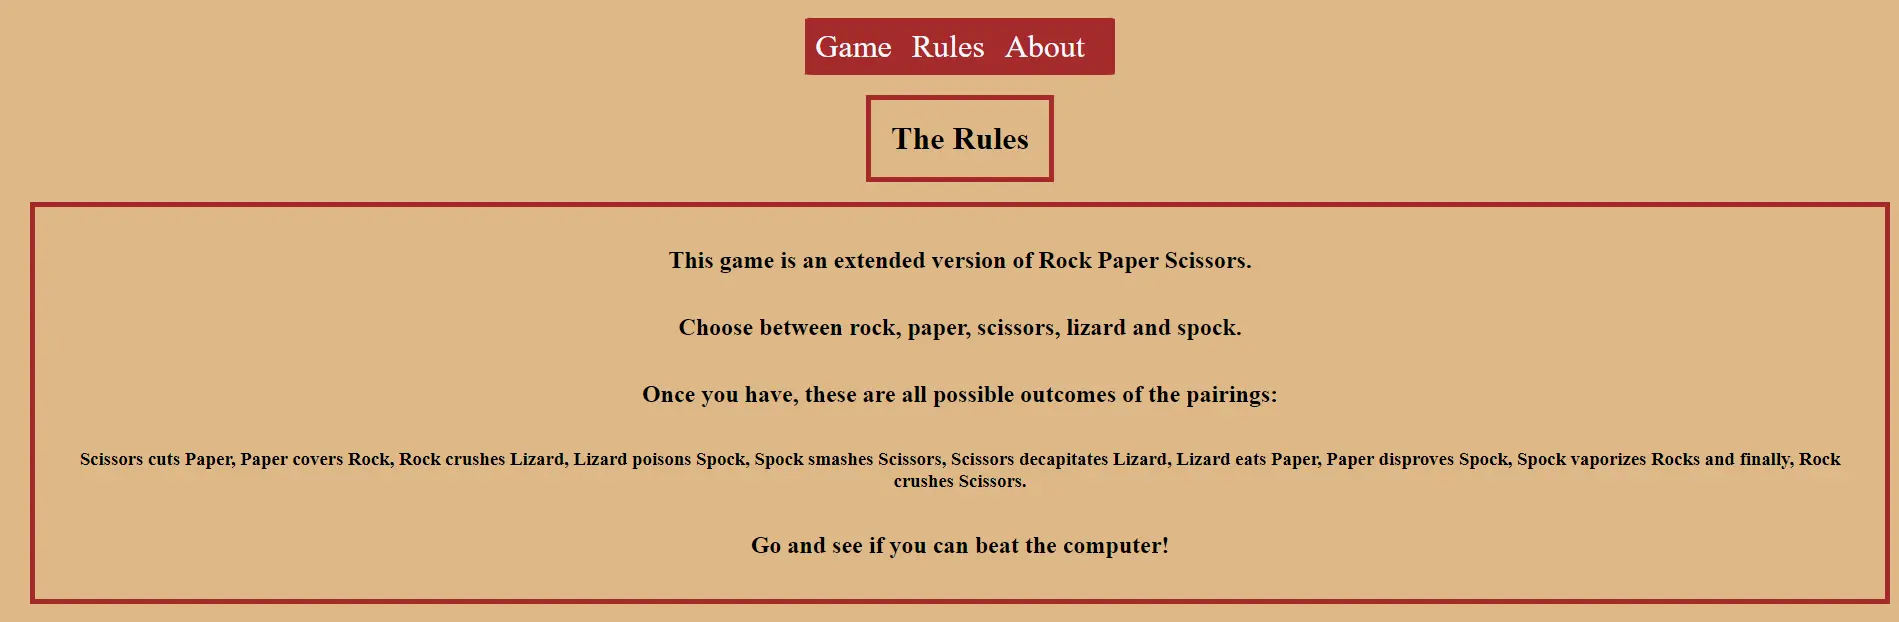 Game Rules About
The Rules
This game is an extended version of Rock Paper Scissors.
Choose between rock, paper, scissors, lizard and spock.
Once you have, these are all possible outcomes of the pairings:
Scissors cuts Paper, Paper covers Rock, Rock crushes Lizard, Lizard poisons Spock, Spock smashes Scissors, Scissors decapitates Lizard, Lizard eats Paper, Paper disproves Spock, Spock vaporizes Rocks and finally, Rock
crushes Scissors.
Go and see if you can beat the computer!